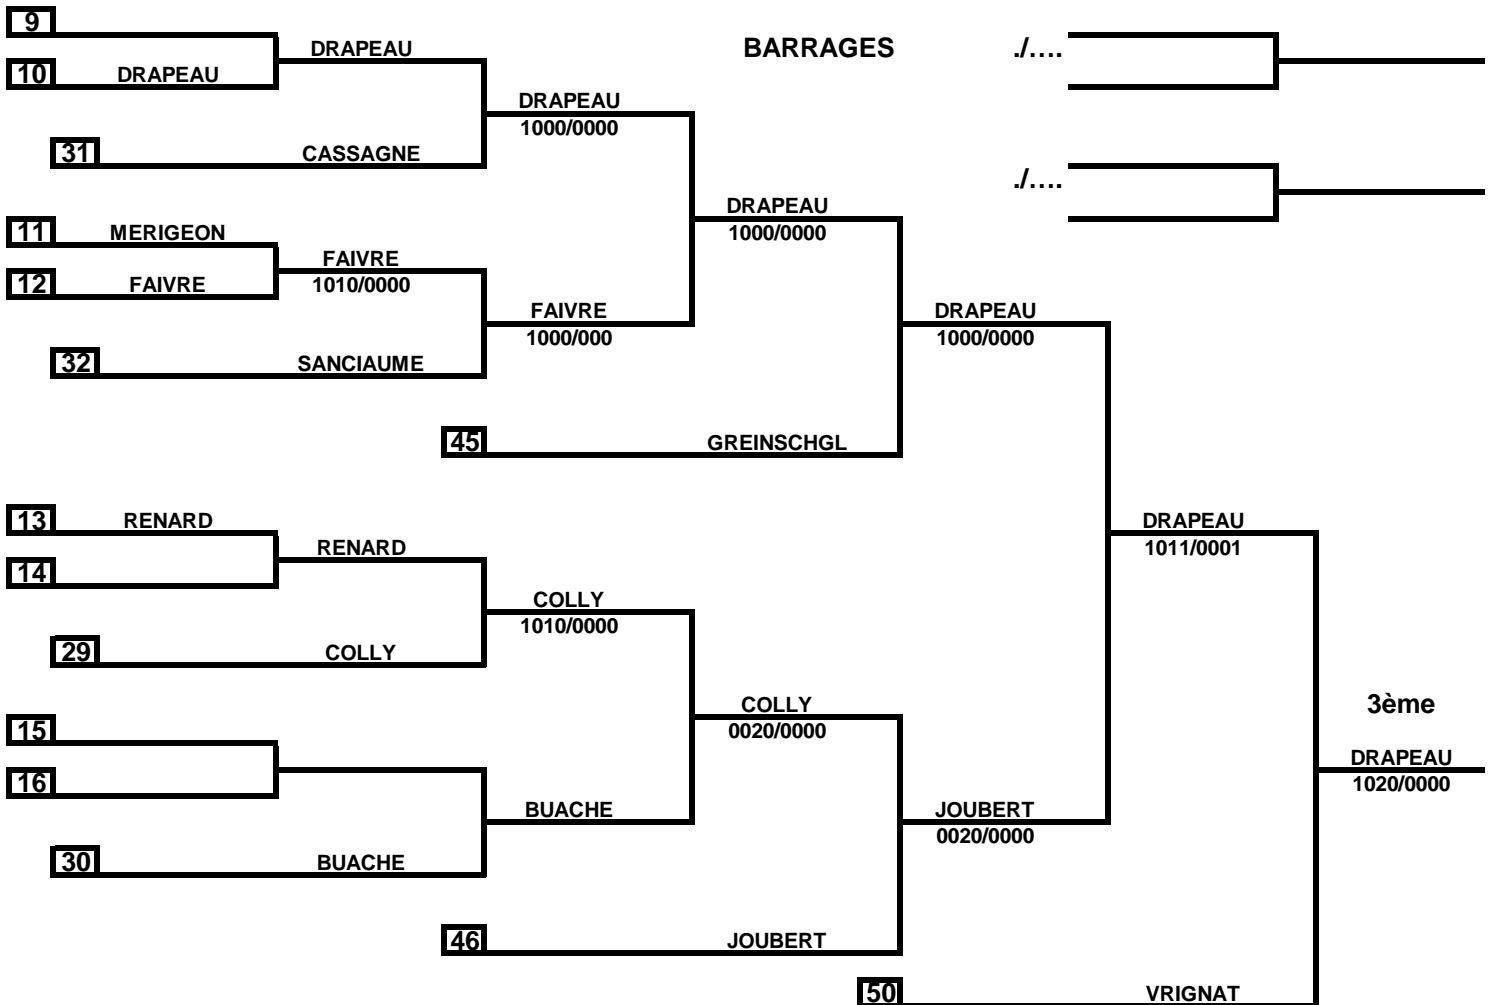 9
DRAPEAU
BARRAGES
./....
10
DRAPEAU
DRAPEAU
1000/0000
31
CASSAGNE
./....
DRAPEAU
1000/0000
11
MERIGEON
FAIVRE
1010/0000
12
FAIVRE
FAIVRE
1000/000
DRAPEAU
1000/0000
32
SANCIAUME
45
GREINSCHGL
13
RENARD
DRAPEAU
1011/0001
RENARD
14
COLLY
1010/0000
29
COLLY
COLLY
0020/0000
3ème
15
DRAPEAU
1020/0000
16
BUACHE
JOUBERT
0020/0000
30
BUACHE
46
JOUBERT
50
VRIGNAT